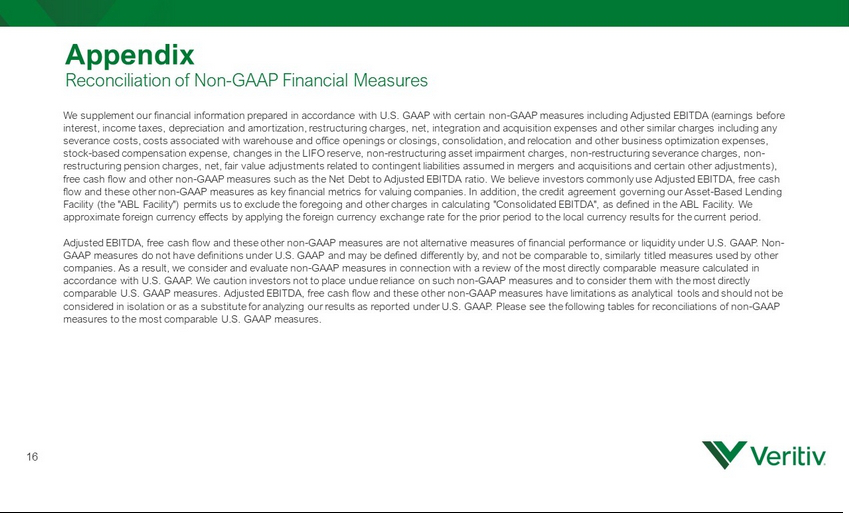 Appendix
Reconciliation of Non-GAAP Financial Measures
We supplement our financial information prepared in accordance with U.S. GAAP with certain non-GAAP measures including Adjusted EBITDA (earnings before
interest, income taxes, depreciation and amortization, restructuring charges, net, integration and acquisition expenses and other similar charges including any
severance costs, costs associated with warehouse and office openings or closings, consolidation, and relocation and other business optimization expenses,
stock-based compensation expense, changes in the LIFO reserve, non-restructuring asset impairment charges, non-restructuring severance charges, non-
restructuring pension charges, net, fair value adjustments related to contingent liabilities assumed in mergers and acquisitions and certain other adjustments),
free cash flow and other non-GAAP measures such as the Net Debt to Adjusted EBITDA ratio. We believe investors commonly use Adjusted EBITDA, free cash
flow and these other non-GAAP measures as key financial metrics for valuing companies. In addition, the credit agreement governing our Asset-Based Lending
Facility (the "ABL Facility") permits us to exclude the foregoing and other charges in calculating "Consolidated EBITDA", as defined in the ABL Facility. We
approximate foreign currency effects by applying the foreign currency exchange rate for the prior period to the local currency results for the current period.
Adjusted EBITDA, free cash flow and these other non-GAAP measures are not alternative measures of financial performance or liquidity under U.S. GAAP. Non-
GAAP measures do not have definitions under U.S. GAAP and may be defined differently by, and not be comparable to, similarly titled measures used by other
companies. As a result, we consider and evaluate non-GAAP measures in connection with a review of the most directly comparable measure calculated in
accordance with U.S. GAAP. We caution investors not to place undue reliance on such non-GAAP measures and to consider them with the most directly
comparable U.S. GAAP measures. Adjusted EBITDA, free cash flow and these other non-GAAP measures have limitations as analytical tools and should not be
considered in isolation or as a substitute for analyzing our results as reported under U.S. GAAP. Please see the following tables for reconciliations of non-GAAP
measures to the most comparable U.S. GAAP measures.
16
Veritiv